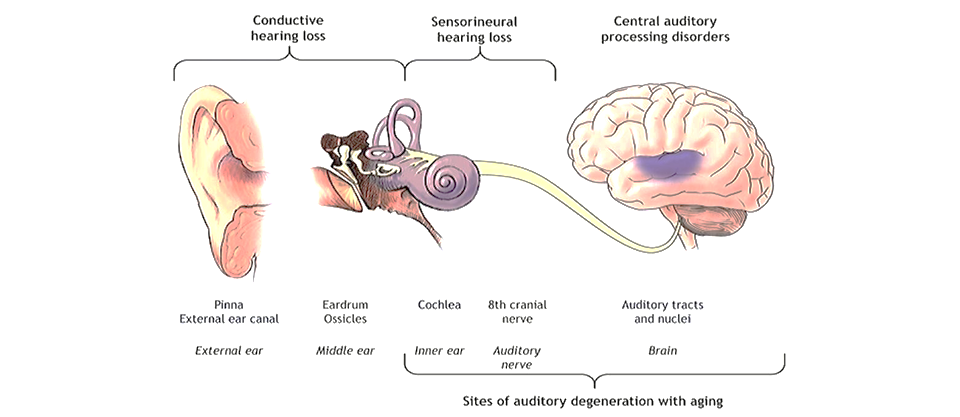 Conductive
hearing loss
Sensorineural
hearing loss
Central auditory
processing disorders
Pinna
External ear canal
Eardrum
Ossicles
Cochlea
8th cranial
nerve
Auditory tracts
and nuclei
External ear
Middle ear
Inner ear
Auditory
nerve
Brain
Sites of auditory degeneration with aging